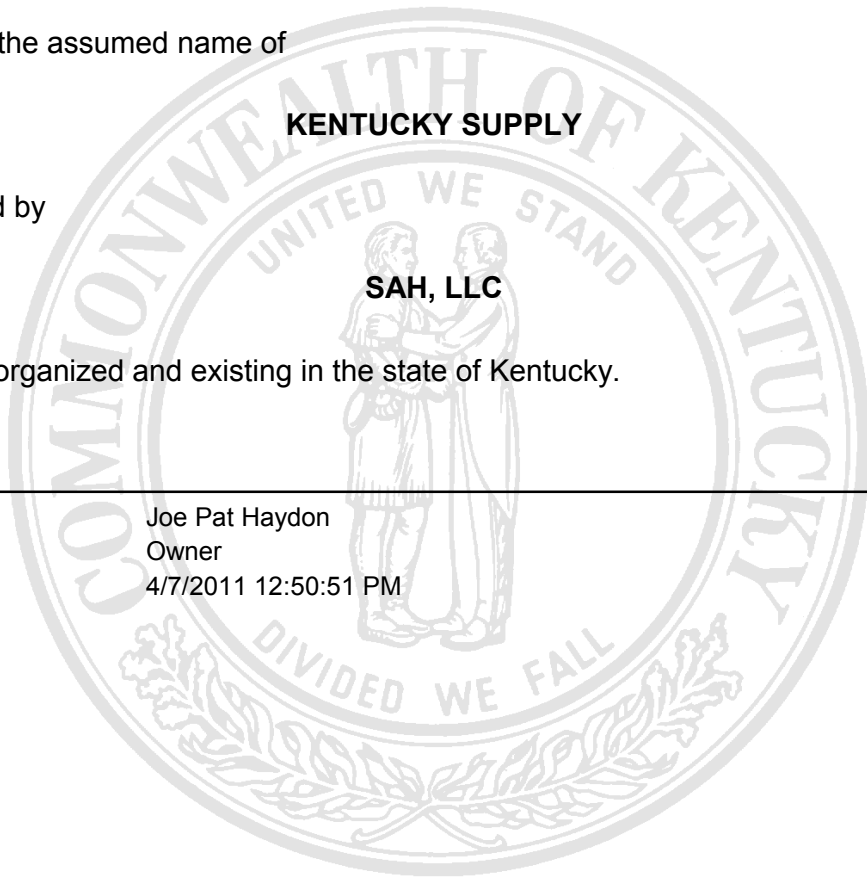 the assumed name of
KENTUCKY SUPPLY
d by
SAH, LLC
organized and existing in the state of Kentucky.
Joe Pat Haydon
Owner
4/7/2011 12:50:51 PM
COMMONWEALTH OF KENTUCKY
UNITED WE STAND
DIVIDED WE FALL